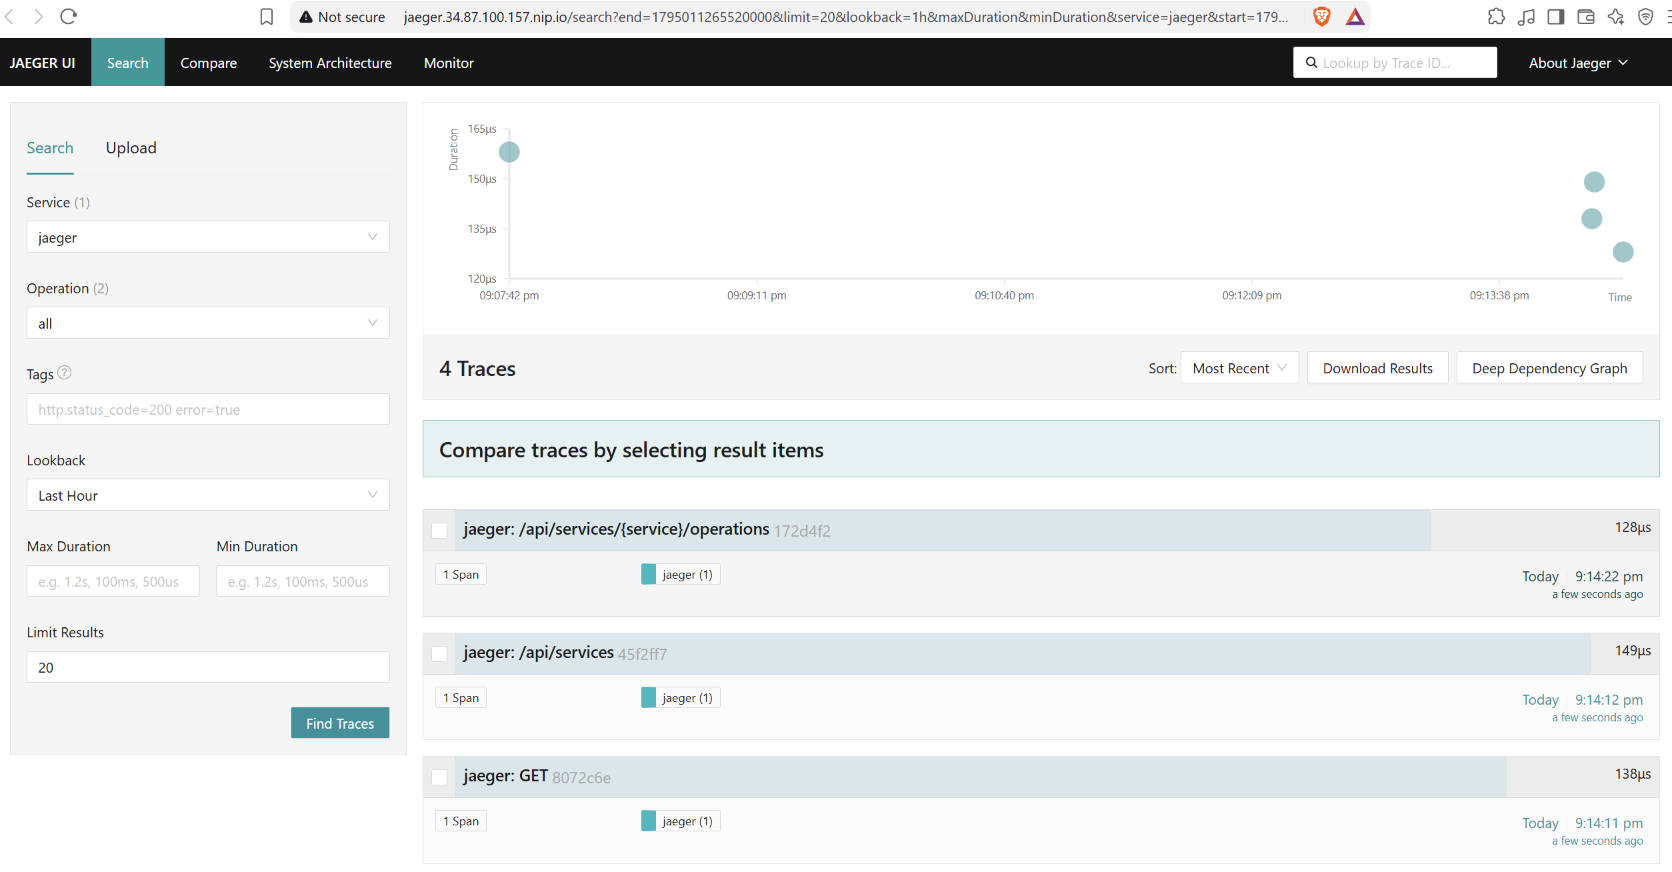 Not secure jaeger.34.87.100.157.nip.io/search?end=1795011265520000&limit=20&lookback=1h&maxDuration&minDuration&service=jaeger&start=179...
JAEGER UI Search Compare System Architecture Monitor Lookup by Trace ID... About Jaeger
Search Upload
Service (1)
jaeger
Operation (2)
all
Tags ?
http.status_code=200 error=true
Lookback
Last Hour
Max Duration Min Duration
e.g. 1.2s, 100ms, 500us e.g. 1.2s, 100ms, 500us
Limit Results
20
Find Traces
Duration
165μs
150μs
135μs
120μs
09:07:42 pm 09:09:11 pm 09:10:40 pm 09:12:09 pm 09:13:38 pm Time
4 Traces Sort: Most Recent Download Results Deep Dependency Graph
Compare traces by selecting result items
jaeger: /api/services/{service}/operations 172d4f2 128μs
1 Span jaeger (1) Today 9:14:22 pm
a few seconds ago
jaeger: /api/services 45f2ff7 149μs
1 Span jaeger (1) Today 9:14:12 pm
a few seconds ago
jaeger: GET 8072c6e 138μs
1 Span jaeger (1) Today 9:14:11 pm
a few seconds ago